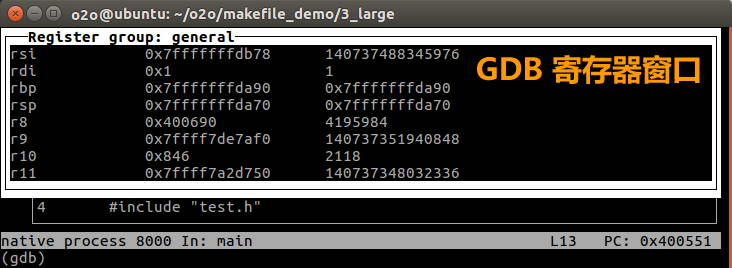 o2o@ubuntu: ~/o2o/makefile_demo/3_large
Register group: general
rsi 0x7fffffffdb78 140737488345976
rdi 0x1 1
rbp 0x7fffffffda90 0x7fffffffda90
rsp 0x7fffffffda70 0x7fffffffda70
r8 0x400690 4195984
r9 0x7ffff7de7af0 140737351940848
r10 0x846 2118
r11 0x7ffff7a2d750 140737348032336
GDB 寄存器窗口
4 #include "test.h"
native process 8000 In: main L13 PC: 0x400551
(gdb)